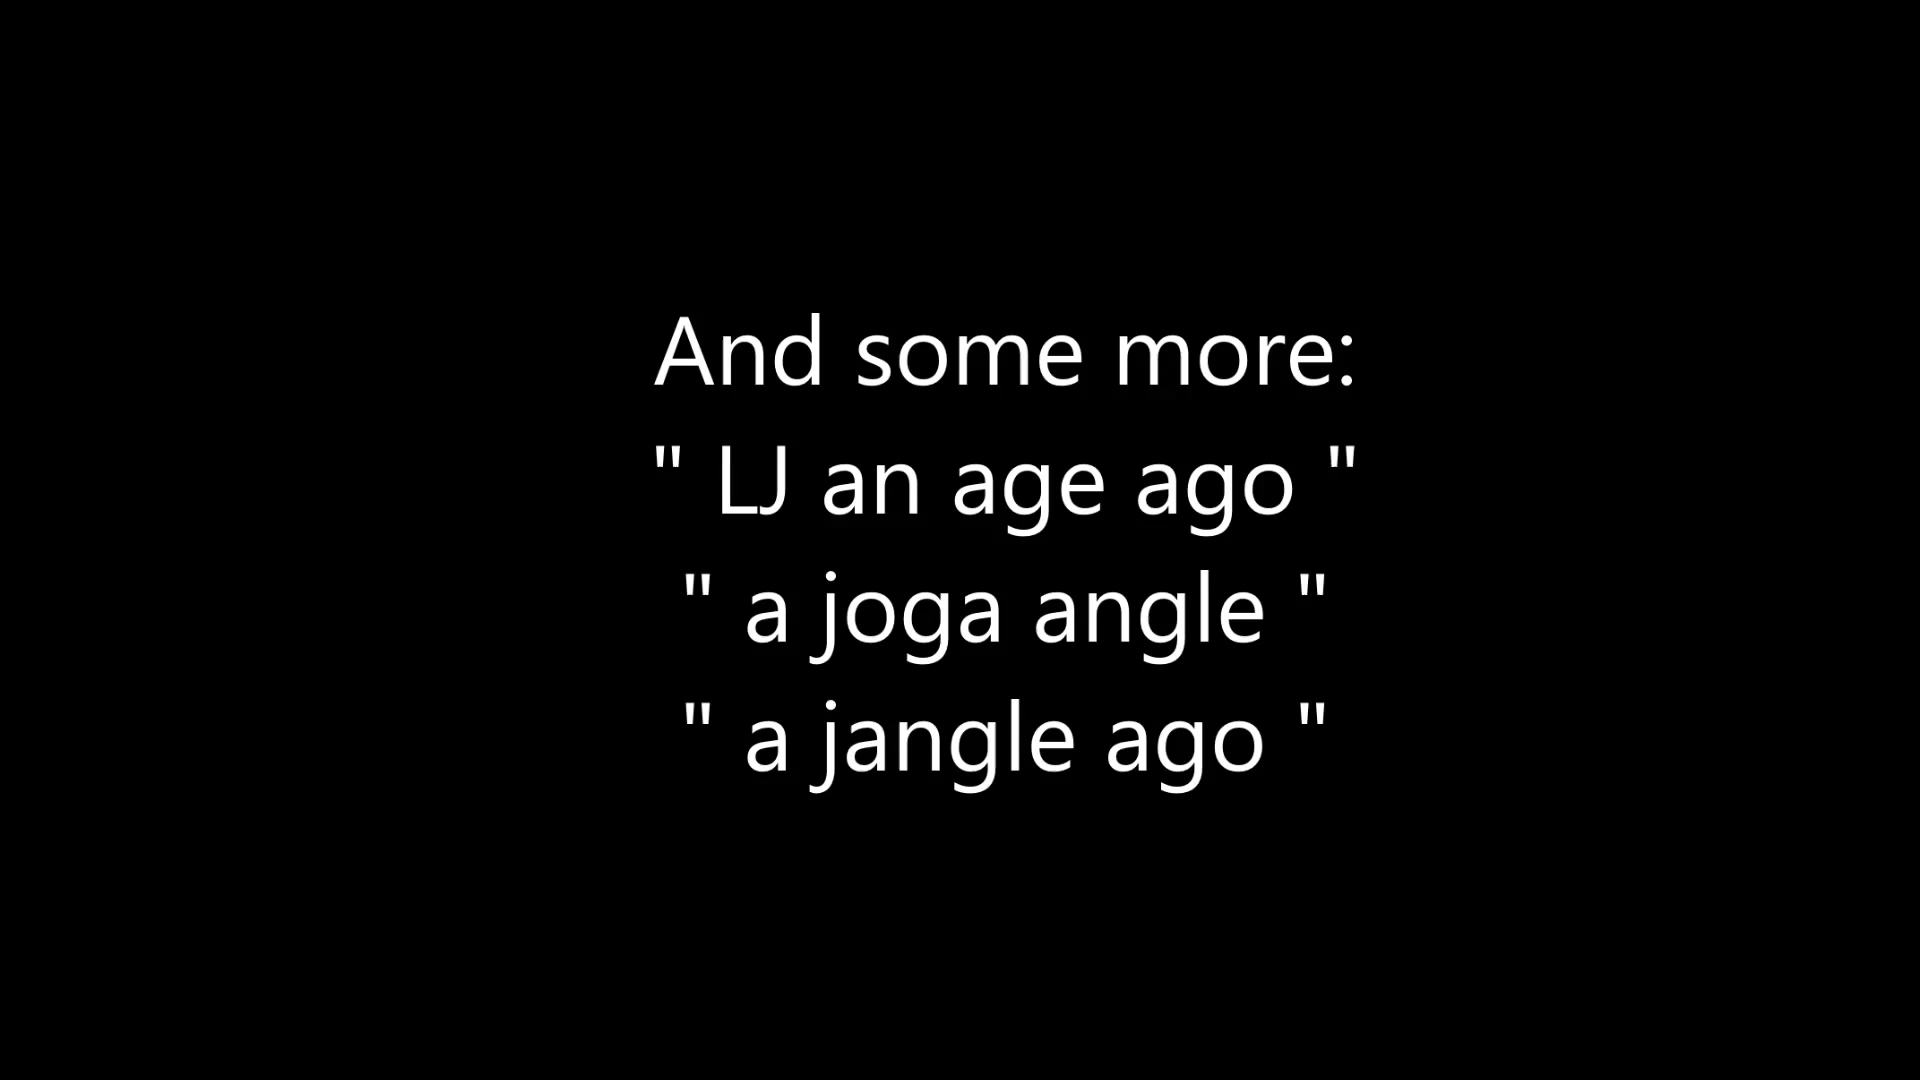 And some more:
" LJ an age ago "
" a joga angle "
" a jangle ago "